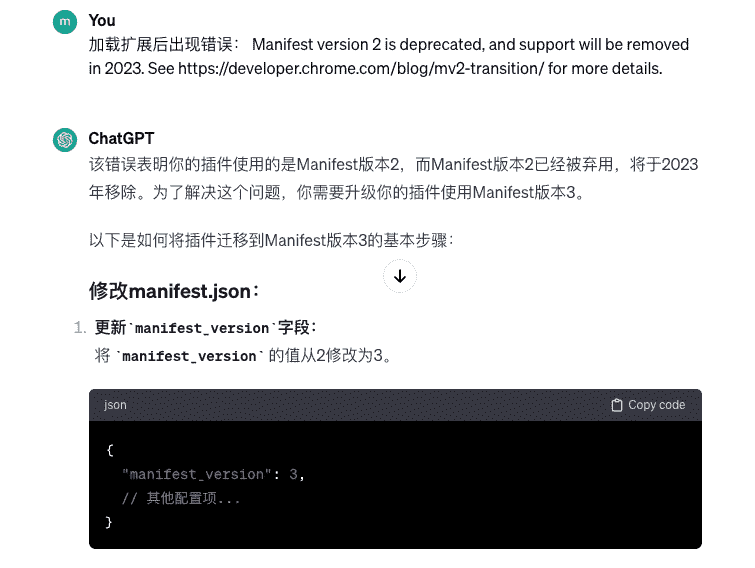 m You
加载扩展后出现错误： Manifest version 2 is deprecated, and support will be removed
in 2023. See https://developer.chrome.com/blog/mv2-transition/ for more details.
ChatGPT
该错误表明你的插件使用的是Manifest版本2，而Manifest版本2已经被弃用，将于2023
年移除。为了解决这个问题，你需要升级你的插件使用Manifest版本3。
以下是如何将插件迁移到Manifest版本3的基本步骤：
修改manifest.json：
1. 更新`manifest_version`字段：
将 `manifest_version` 的值从2修改为3。
json Copy code
{
"manifest_version": 3,
// 其他配置项...
}